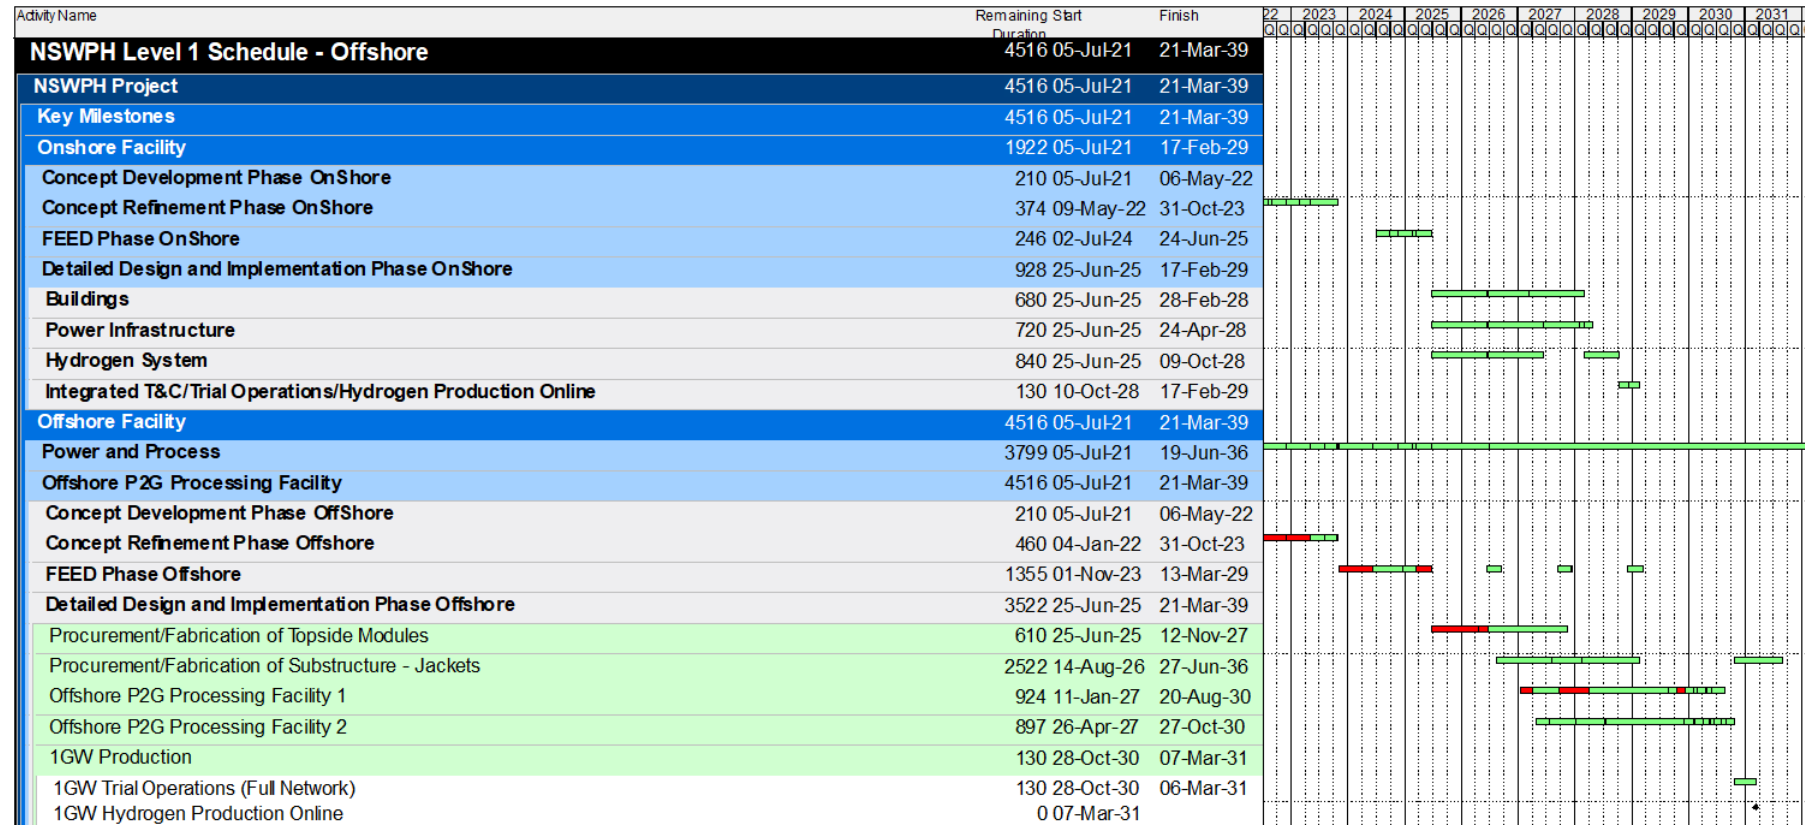 Activity Name Remaining Duration Start Finish 22 2023 2024 2025 2026 2027 2028 2029 2030 2031
Q Q Q Q Q Q Q Q Q Q Q Q Q Q Q Q Q Q Q Q Q Q Q Q Q Q Q Q Q Q Q Q Q Q Q Q Q Q
NSWPH Level 1 Schedule - Offshore 4516 05-Jul-21 21-Mar-39
NSWPH Project 4516 05-Jul-21 21-Mar-39
Key Milestones 4516 05-Jul-21 21-Mar-39
Onshore Facility 1922 05-Jul-21 17-Feb-29
Concept Development Phase OnShore 210 05-Jul-21 06-May-22
Concept Refinement Phase OnShore 374 09-May-22 31-Oct-23
FEED Phase OnShore 246 02-Jul-24 24-Jun-25
Detailed Design and Implementation Phase OnShore 928 25-Jun-25 17-Feb-29
Buildings 680 25-Jun-25 28-Feb-28
Power Infrastructure 720 25-Jun-25 24-Apr-28
Hydrogen System 840 25-Jun-25 09-Oct-28
Integrated T&C/Trial Operations/Hydrogen Production Online 130 10-Oct-28 17-Feb-29
Offshore Facility 4516 05-Jul-21 21-Mar-39
Power and Process 3799 05-Jul-21 19-Jun-36
Offshore P2G Processing Facility 4516 05-Jul-21 21-Mar-39
Concept Development Phase OffShore 210 05-Jul-21 06-May-22
Concept Refinement Phase Offshore 460 04-Jan-22 31-Oct-23
FEED Phase Offshore 1355 01-Nov-23 13-Mar-29
Detailed Design and Implementation Phase Offshore 3522 25-Jun-25 21-Mar-39
Procurement/Fabrication of Topside Modules 610 25-Jun-25 12-Nov-27
Procurement/Fabrication of Substructure - Jackets 2522 14-Aug-26 27-Jun-36
Offshore P2G Processing Facility 1 924 11-Jan-27 20-Aug-30
Offshore P2G Processing Facility 2 897 26-Apr-27 27-Oct-30
1GW Production 130 28-Oct-30 07-Mar-31
1GW Trial Operations (Full Network) 130 28-Oct-30 06-Mar-31
1GW Hydrogen Production Online 0 07-Mar-31